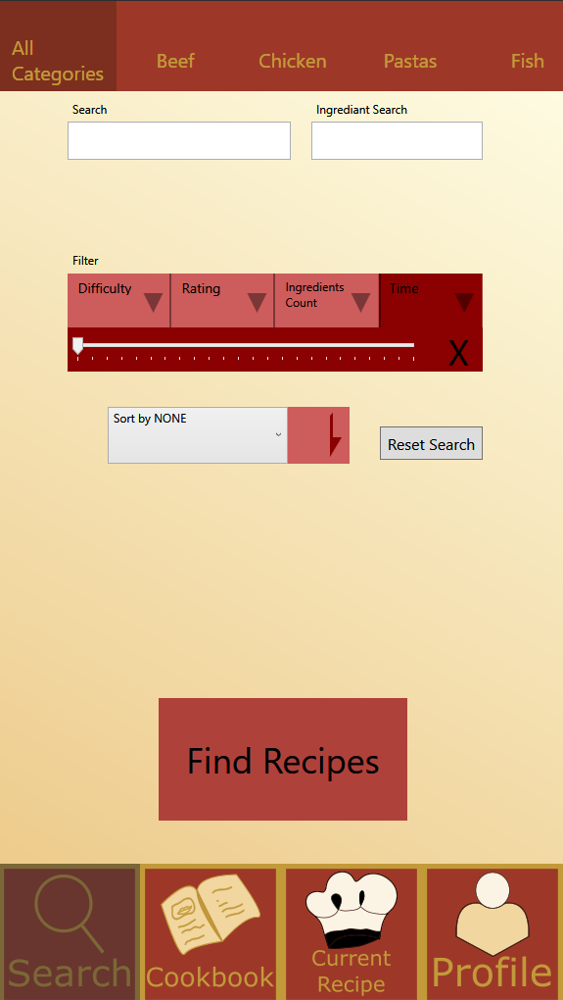 All
Categories
Beef
Chicken
Pastas
Fish
Search
Ingrediant Search
Filter
Difficulty
Rating
Ingredients
Count
Time
X
Sort by NONE
Reset Search
Find Recipes
Search
Cookbook
Current
Recipe
Profile